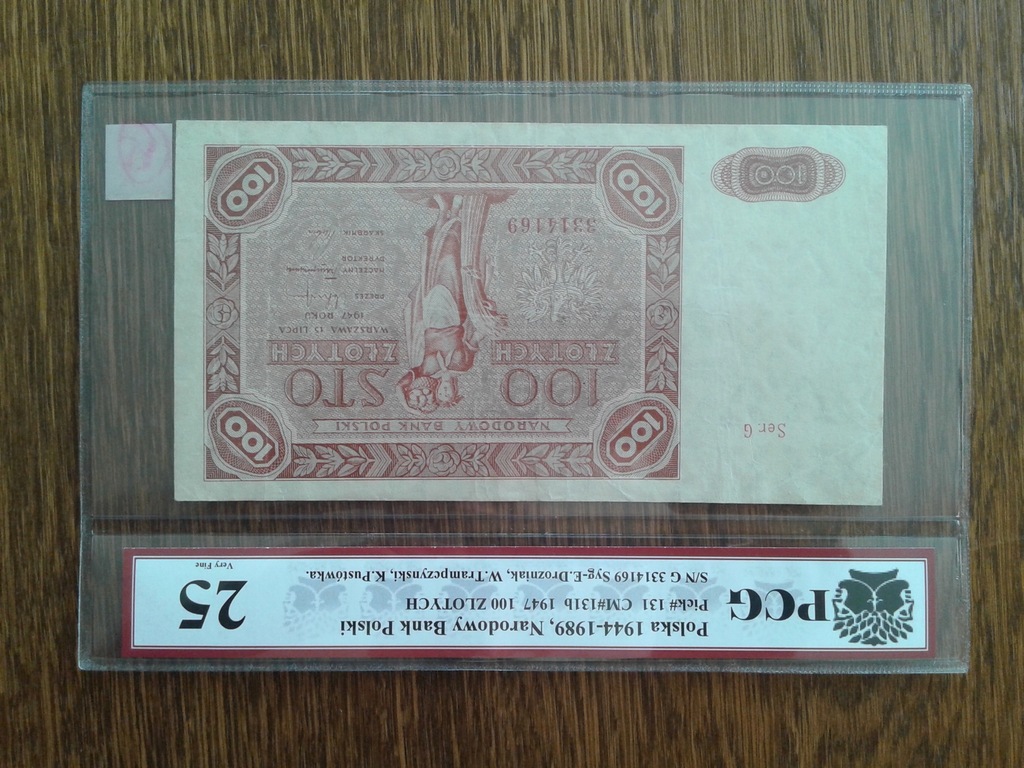 100
100
NARODOWY BANK POLSKI
100 STO
ZŁOTYCH ZŁOTYCH
WARSZAWA 15 LIPCA
1947 ROKU
PREZES
NACZELNY
DYREKTOR
SKARBNIK
3314169
100
100
Ser. G
100
PCG
Polska 1944-1989, Narodowy Bank Polski
Pick# 131 CM#131b 1947 100 ZLOTYCH
S/N G 3314169 Syg-E.Drozniak, W.Trampczynski, K.Pustówka.
25
Very Fine